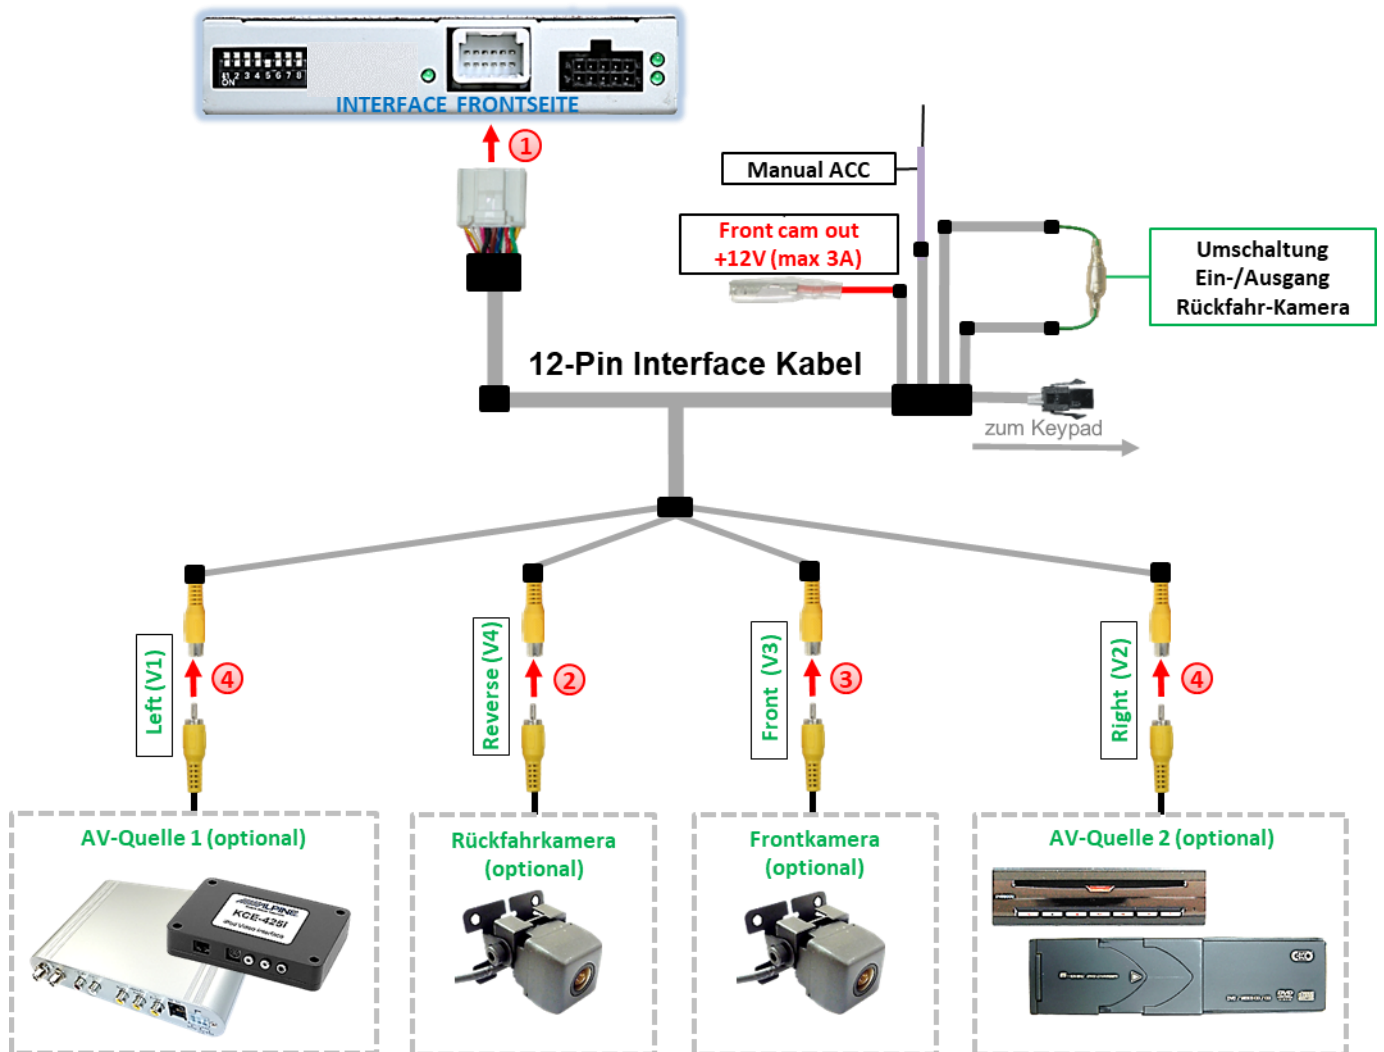 1 2 3 4 5 6 7 8
ON
INTERFACE FRONTSEITE
1
Manual ACC
Front cam out
+12V (max 3A)
Umschaltung
Ein-/Ausgang
Rückfahr-Kamera
12-Pin Interface Kabel
zum Keypad
Left (V1)
4
Reverse (V4)
2
Front (V3)
3
Right (V2)
4
AV-Quelle 1 (optional)
Rückfahrkamera
(optional)
Frontkamera
(optional)
AV-Quelle 2 (optional)
ALPINE
KCE-425i
iPod Video Interface